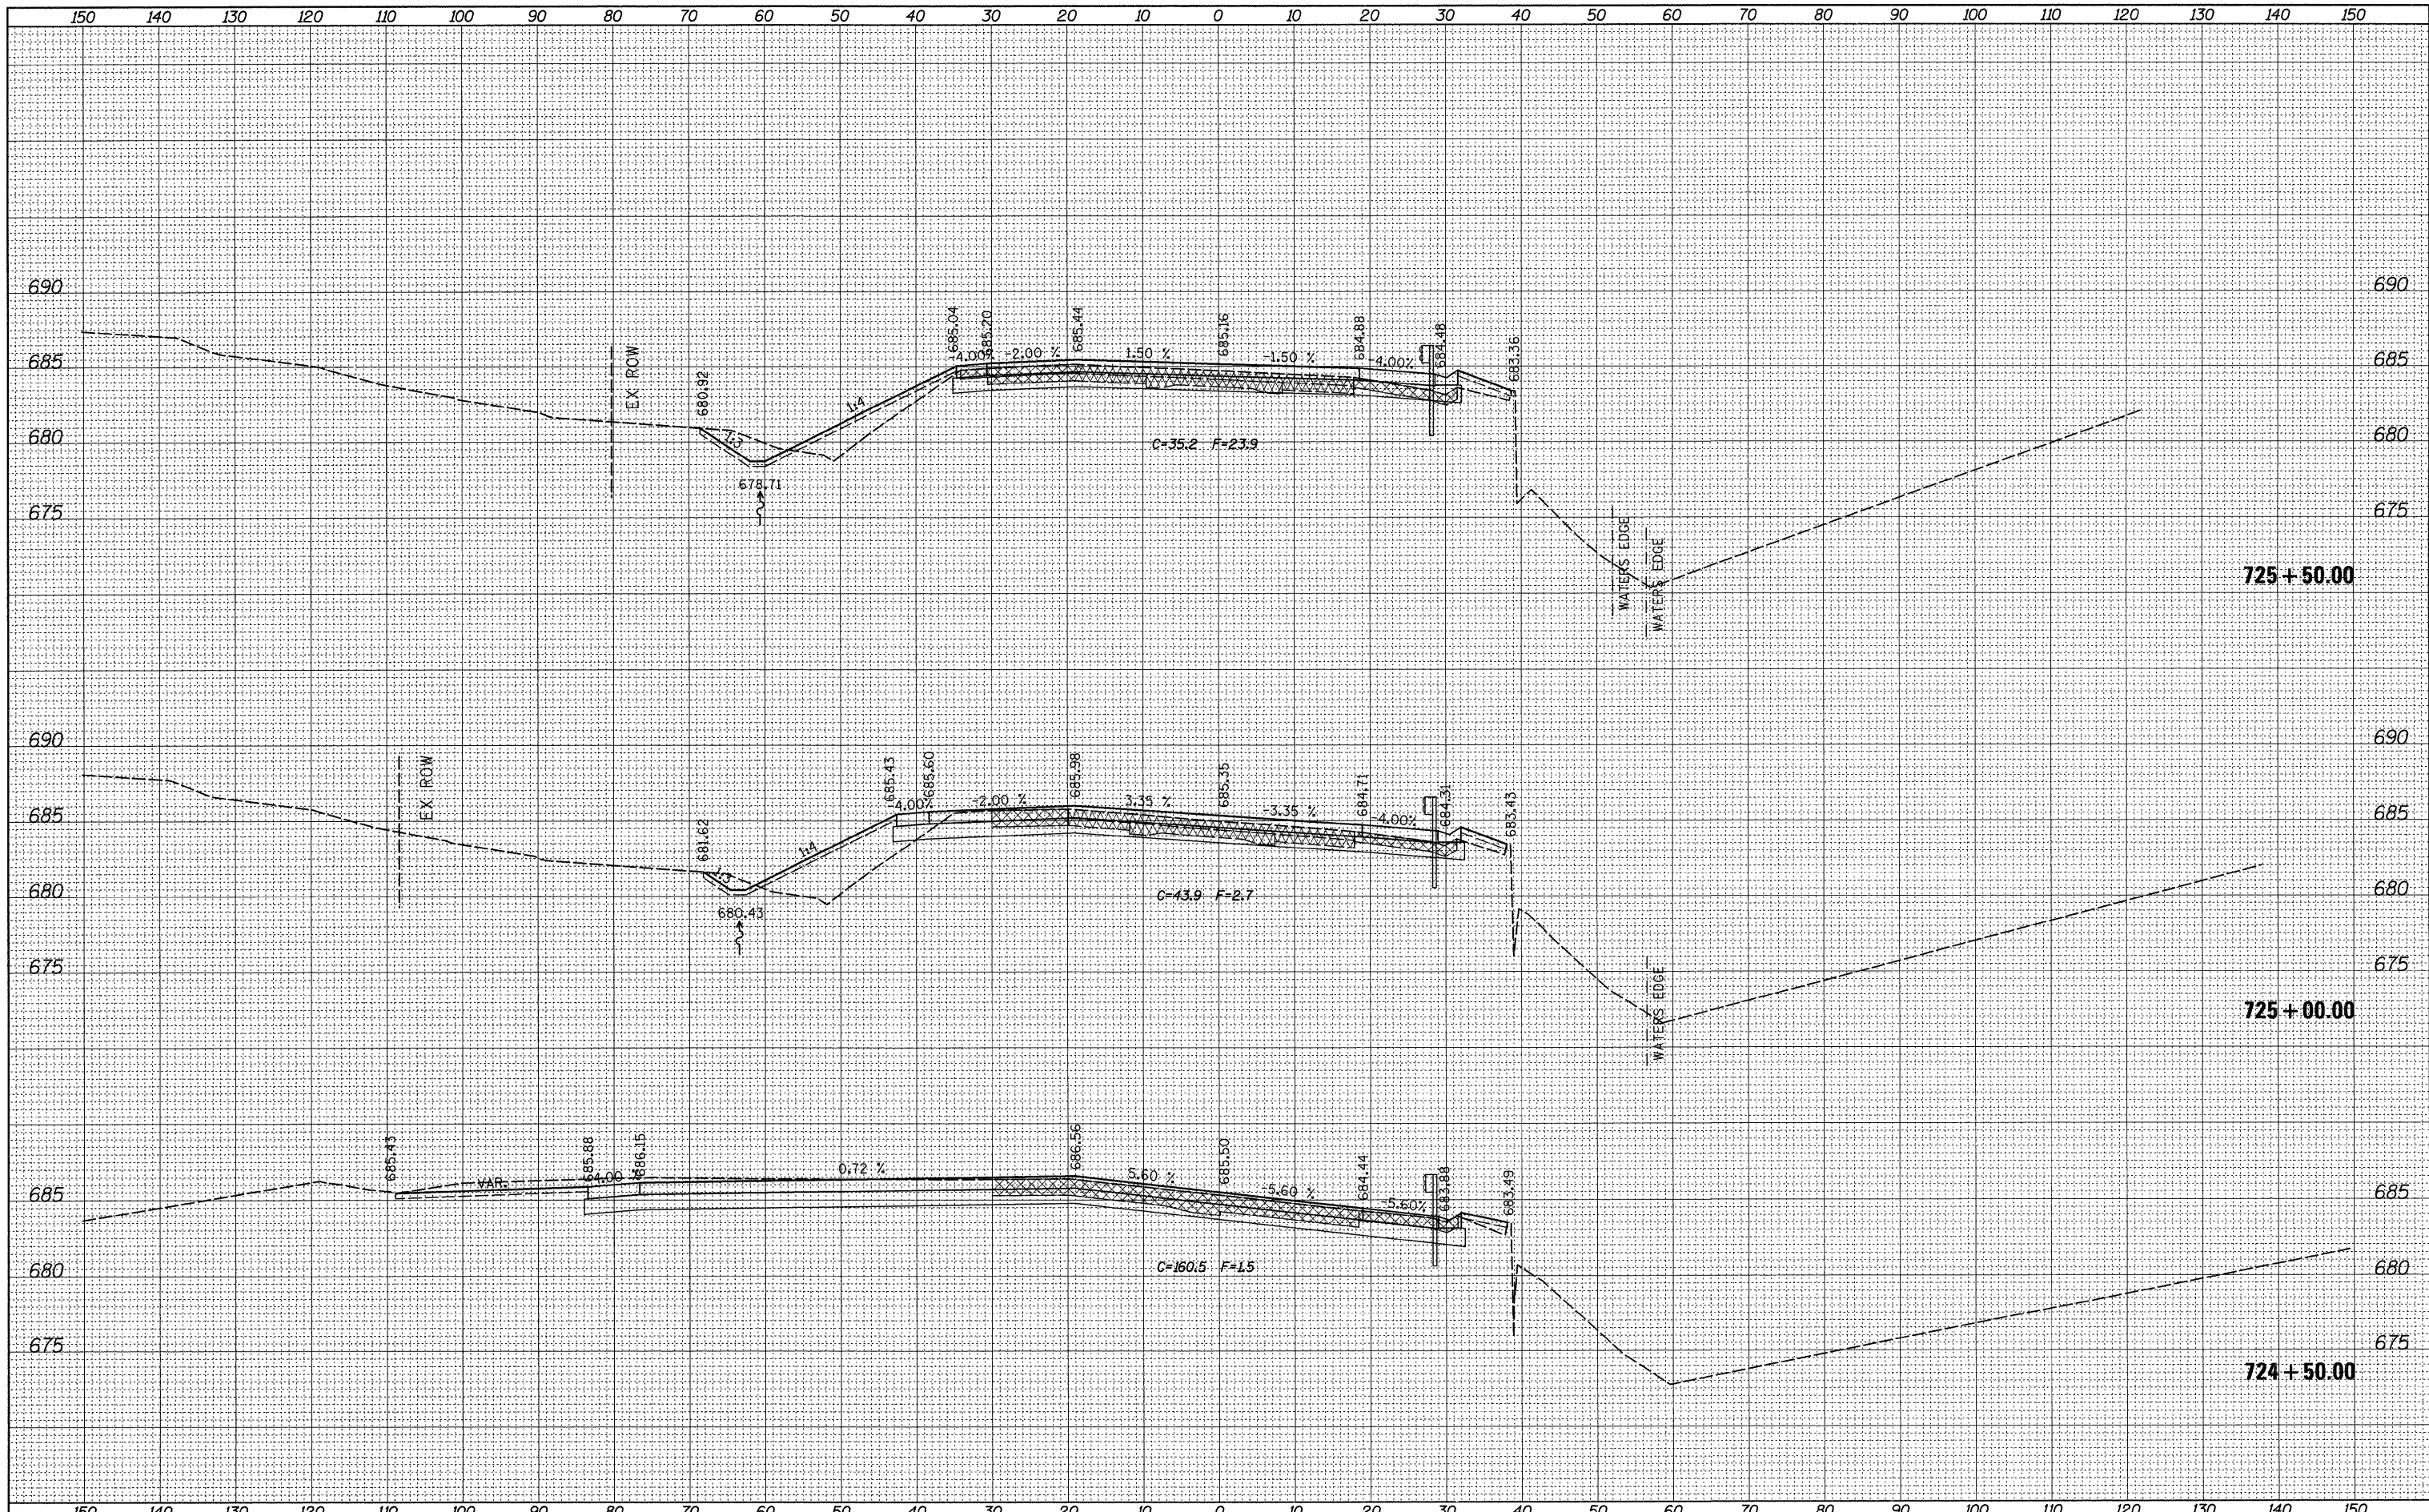 150 140 130 120 110 100 90 80 70 60 50 40 30 20 10 0 10 20 30 40 50 60 70 80 90 100 110 120 130 140 150
690 690
685.04 685.20 685.44 685.16 684.88 684.48 683.36
685 -4.00% -2.00 % 1.50 % -1.50 % -4.00% 685
EX ROW
680.92
1:4
1:3
680 C=35.2 F=23.9 680
678.71
675 675
WATERS EDGE
WATERS EDGE
725+50.00
690 690
EX ROW
685.43 685.60 685.98 685.35 684.71 684.31 683.43
685 -4.00% -2.00 % 3.35 % -3.35 % -4.00% 685
681.62
1:4
1:3
680 C=43.9 F=2.7 680
680.43
675 675
WATERS EDGE
725+00.00
685.43 685.88 686.15 686.56 685.50 684.44 683.88 683.49
VAR. 4.00 % 0.72 % 5.60 % -5.60 % -5.60%
685 685
680 C=160.5 F=1.5 680
675 675
724+50.00
150 140 130 120 110 100 90 80 70 60 50 40 30 20 10 0 10 20 30 40 50 60 70 80 90 100 110 120 130 140 150